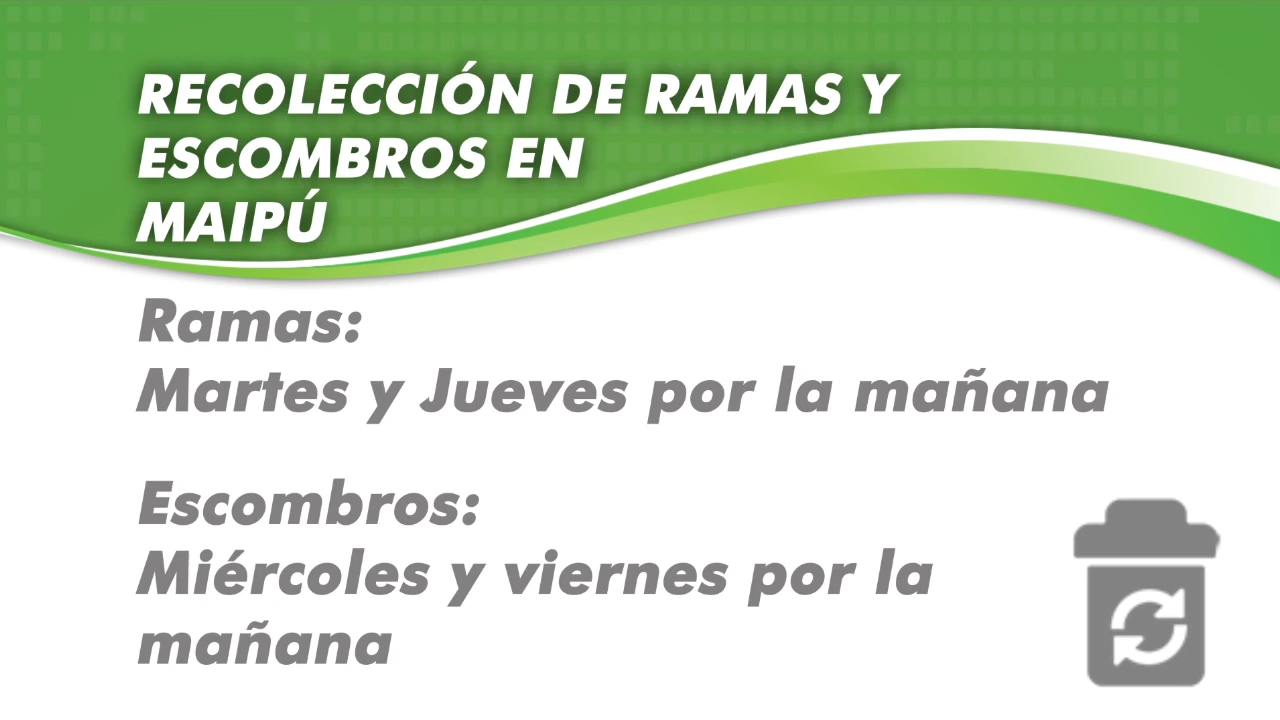 RECOLECCIÓN DE RAMAS Y
ESCOMBROS EN
MAIPÚ
Ramas:
Martes y Jueves por la mañana
Escombros:
Miércoles y viernes por la
mañana